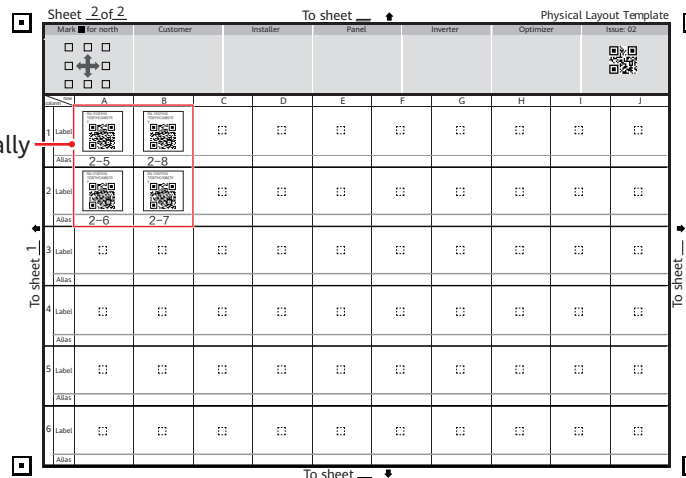 Sheet 2 of 2
To sheet
Physical Layout Template
Mark for north
Customer
Installer
Panel
Inverter
Optimizer
Issue: 02
row
column
A B C D E F G H I J
ally
1 Label
Alias 2-5 2-8
2 Label
Alias 2-6 2-7
3 Label
Alias
4 Label
Alias
5 Label
Alias
6 Label
Alias
To sheet 1
To sheet
To sheet